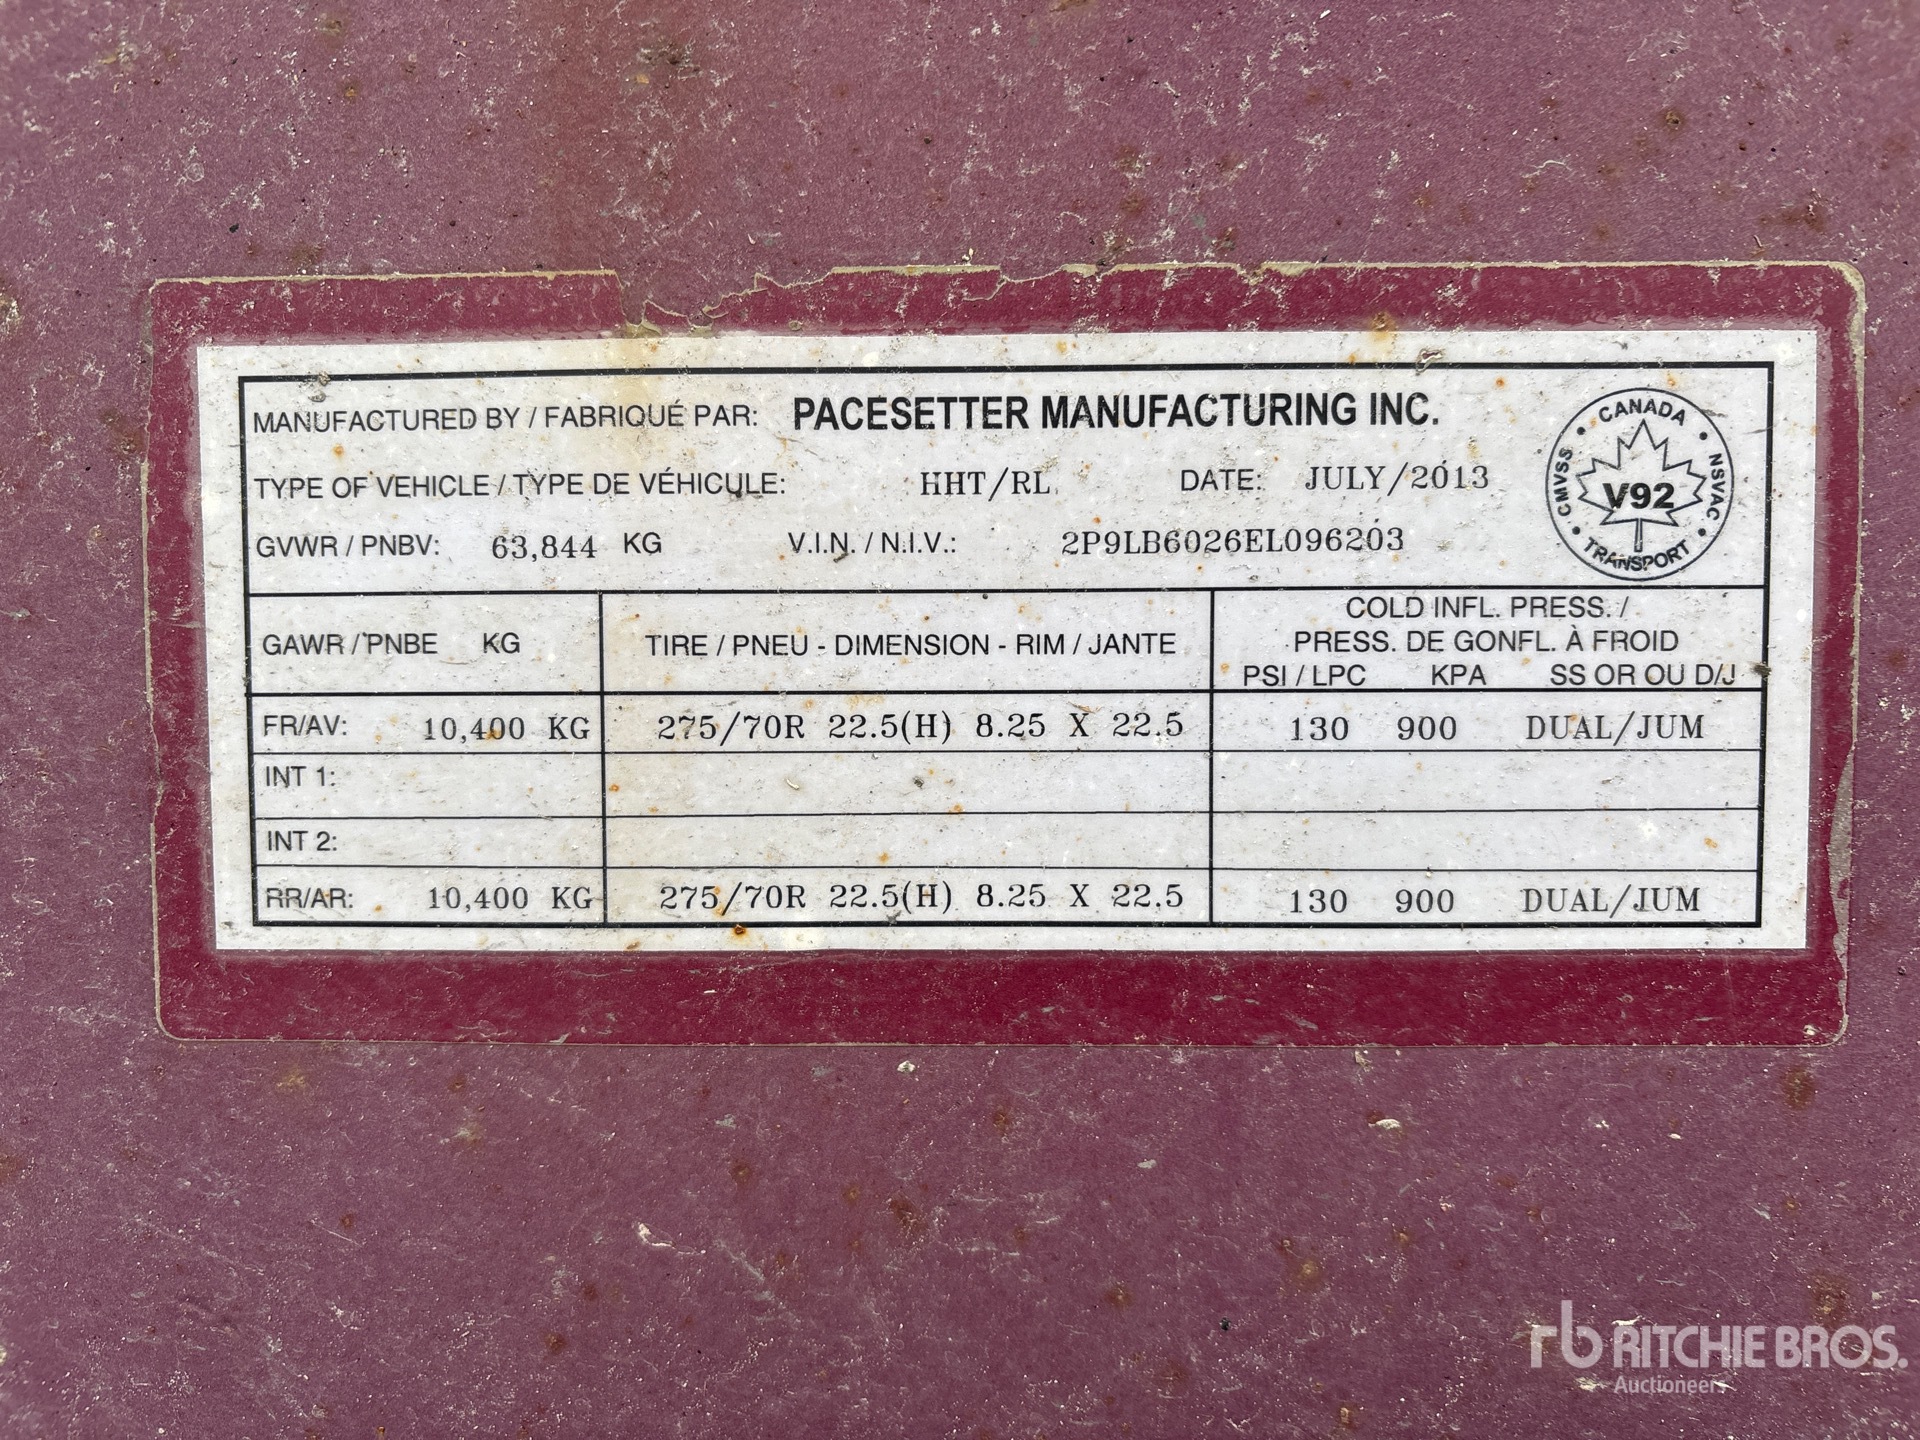 MANUFACTURED BY / FABRIQUÉ PAR: PACESETTER MANUFACTURING INC.
TYPE OF VEHICLE / TYPE DE VÉHICULE: HHT/RL DATE: JULY/2013
GVWR / PNBV: 63,844 KG V.I.N. / N.I.V.: 2P9LB6026EL096203
CANADA
CMVSS
NSVAC
V92
TRANSPORT
GAWR / PNBE KG
TIRE / PNEU - DIMENSION - RIM / JANTE
COLD INFL. PRESS. /
PRESS. DE GONFL. À FROID
PSI / LPC KPA SS OR OU D/J
FR/AV: 10,400 KG 275/70R 22.5(H) 8.25 X 22.5 130 900 DUAL/JUM
INT 1:
INT 2:
RR/AR: 10,400 KG 275/70R 22.5(H) 8.25 X 22.5 130 900 DUAL/JUM
rb RITCHIE BROS.
Auctioneers